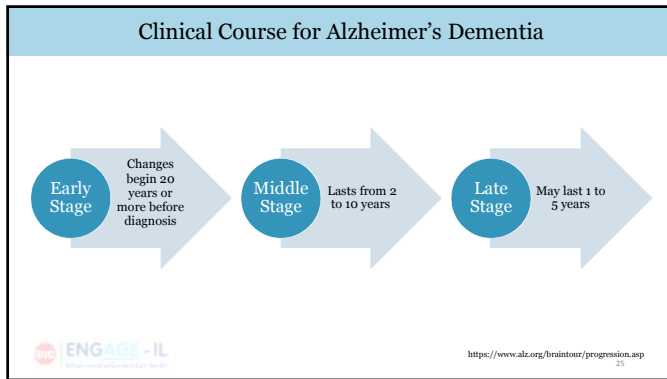 Clinical Course for Alzheimer's Dementia
Early
Stage
Changes
begin 20
years or
more before
diagnosis
Middle
Stage
Lasts from 2
to 10 years
Late
Stage
May last 1 to
5 years
UIC ENGAGE - IL
https://www.alz.org/braintour/progression.asp
25